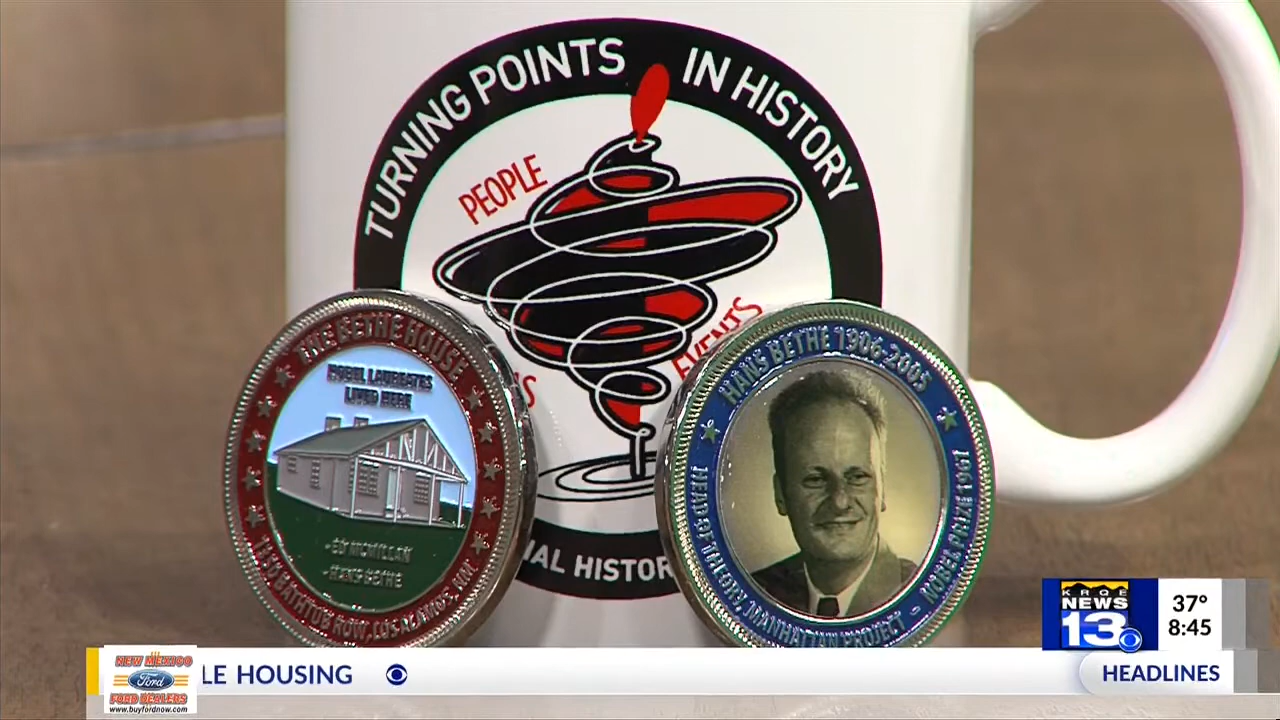 TURNING POINTS IN HISTORY
PEOPLE
EVENTS
S
IAL HISTOR
THE BETHE HOUSE
NOBEL LAUREATES
LIVED HERE
-ED MCMILLAN
-HANS BETHE
BATHTUB ROW, LOS ALAMOS, NM
HANS BETHE 1906-2005
HEAD OF THEORY, MANHATTAN PROJECT - NOBEL PRIZE 1967
KRQE
NEWS
13
37°
8:45
LE HOUSING
HEADLINES
NEW MEXICO
Ford
FORD DEALERS
www.buyfordnow.com